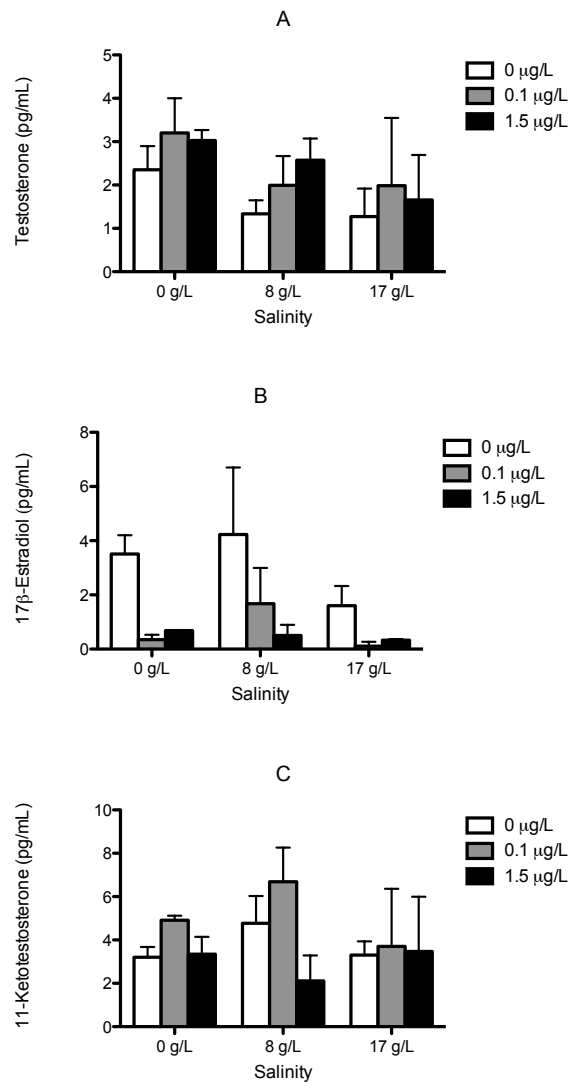 A
Testosterone (pg/mL)
5
4
3
2
1
0
0 g/L 8 g/L 17 g/L
Salinity
0 μg/L
0.1 μg/L
1.5 μg/L
B
17β-Estradiol (pg/mL)
8
6
4
2
0
0 g/L 8 g/L 17 g/L
Salinity
0 μg/L
0.1 μg/L
1.5 μg/L
C
11-Ketotestosterone (pg/mL)
10
8
6
4
2
0
0 g/L 8 g/L 17 g/L
Salinity
0 μg/L
0.1 μg/L
1.5 μg/L